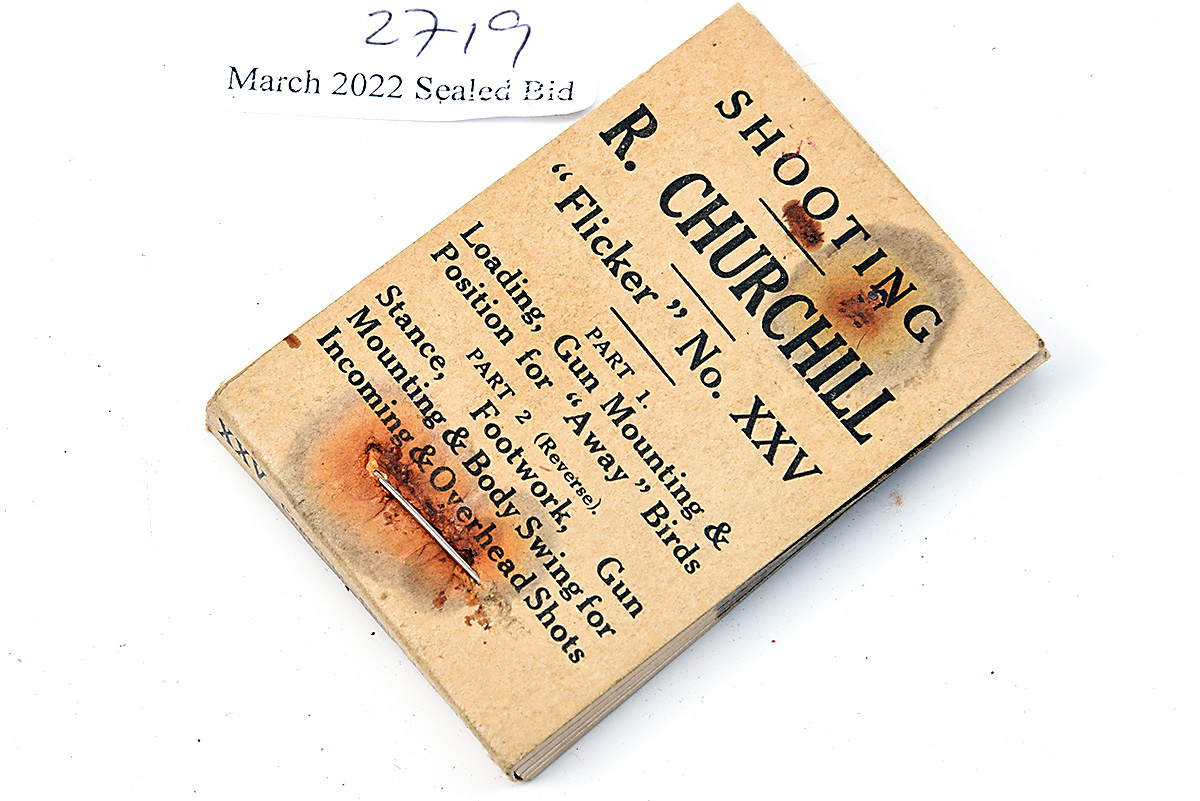 2719
March 2022 Sealed Bid
SHOOTING
R. CHURCHILL
"Flicker" No. XXV
PART 1.
Loading, Gun Mounting &
Position for "Away" Birds
PART 2 (Reverse).
Stance, Footwork, Gun
Mounting & Body Swing for
Incoming & Overhead Shots
XXV